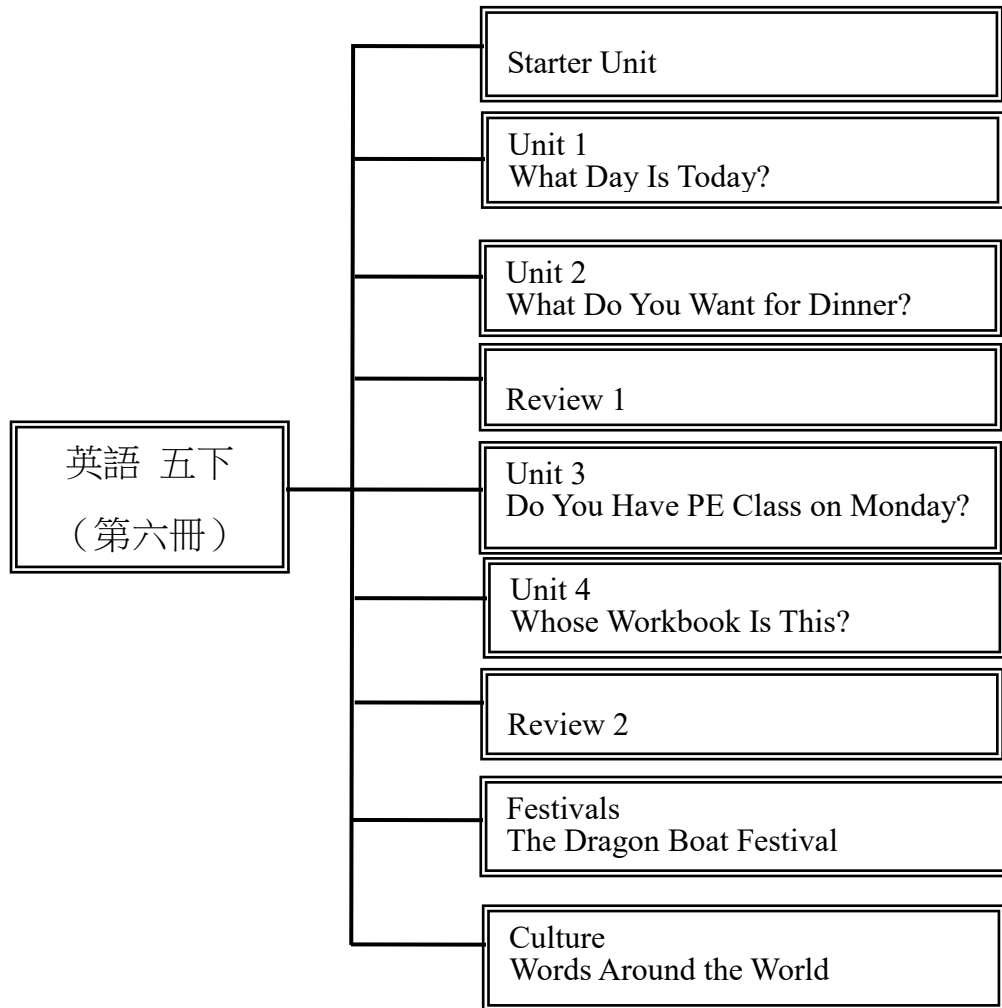 Starter Unit
Unit 1
What Day Is Today?
Unit 2
What Do You Want for Dinner?
Review 1
英語 五下
（第六冊）
Unit 3
Do You Have PE Class on Monday?
Unit 4
Whose Workbook Is This?
Review 2
Festivals
The Dragon Boat Festival
Culture
Words Around the World